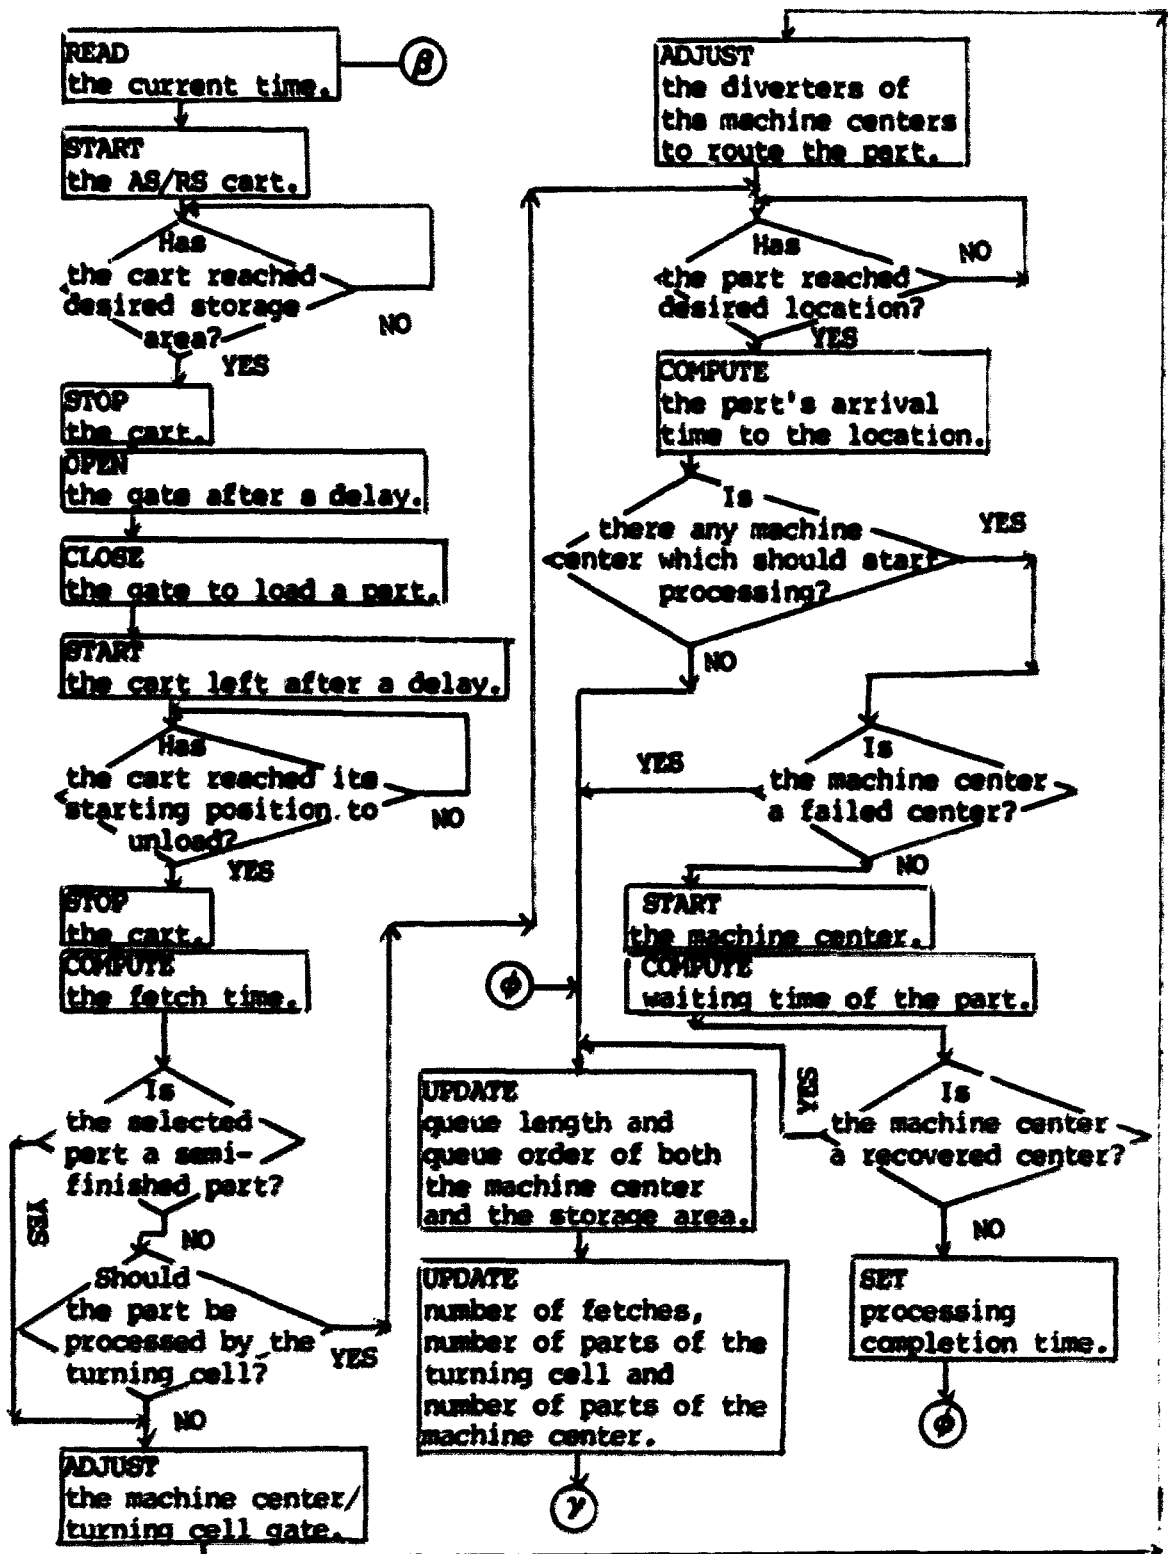 READ
the current time.
β
START
the AS/RS cart.
Has
the cart reached
desired storage
area?
NO
YES
STOP
the cart.
OPEN
the gate after a delay.
CLOSE
the gate to load a part.
START
the cart left after a delay.
Has
the cart reached its
starting position to
unload?
NO
YES
STOP
the cart.
COMPUTE
the fetch time.
Is
the selected
part a semi-
finished part?
YES
NO
Should
the part be
processed by the
turning cell?
YES
NO
ADJUST
the machine center/
turning cell gate.
ADJUST
the diverters of
the machine centers
to route the part.
Has
the part reached
desired location?
NO
YES
COMPUTE
the part's arrival
time to the location.
Is
there any machine
center which should start
processing?
YES
NO
Is
the machine center
a failed center?
YES
NO
START
the machine center.
COMPUTE
waiting time of the part.
ϕ
Is
the machine center
a recovered center?
YES
NO
SET
processing
completion time.
ϕ
UPDATE
queue length and
queue order of both
the machine center
and the storage area.
UPDATE
number of fetches,
number of parts of the
turning cell and
number of parts of the
machine center.
γ